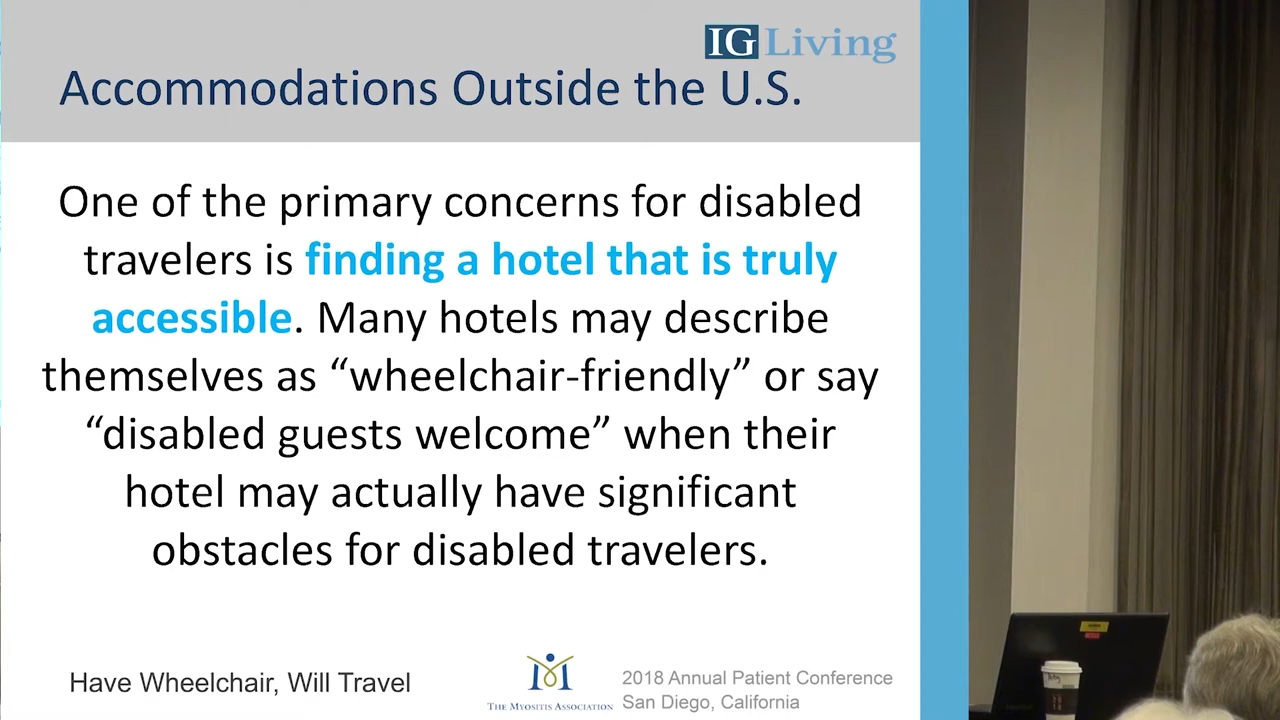 IG Living
Accommodations Outside the U.S.
One of the primary concerns for disabled
travelers is finding a hotel that is truly
accessible. Many hotels may describe
themselves as “wheelchair-friendly” or say
“disabled guests welcome” when their
hotel may actually have significant
obstacles for disabled travelers.
Have Wheelchair, Will Travel
THE MYOSITIS ASSOCIATION
2018 Annual Patient Conference
San Diego, California